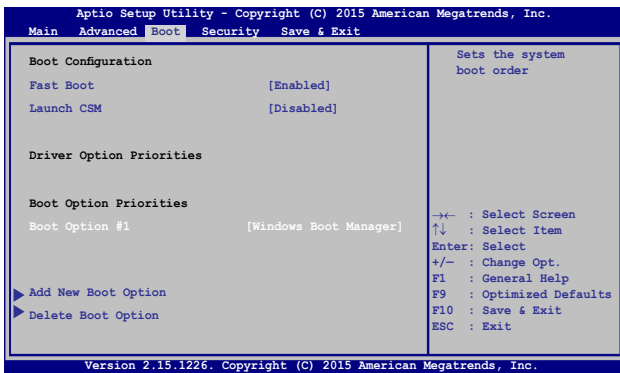 Aptio Setup Utility - Copyright (C) 2015 American Megatrends, Inc.
Main Advanced Boot Security Save & Exit
Boot Configuration
Fast Boot [Enabled]
Launch CSM [Disabled]
Driver Option Priorities
Boot Option Priorities
Boot Option #1 [Windows Boot Manager]
Add New Boot Option
Delete Boot Option
Sets the system
boot order
→← : Select Screen
↑↓ : Select Item
Enter: Select
+/— : Change Opt.
F1 : General Help
F9 : Optimized Defaults
F10 : Save & Exit
ESC : Exit
Version 2.15.1226. Copyright (C) 2015 American Megatrends, Inc.